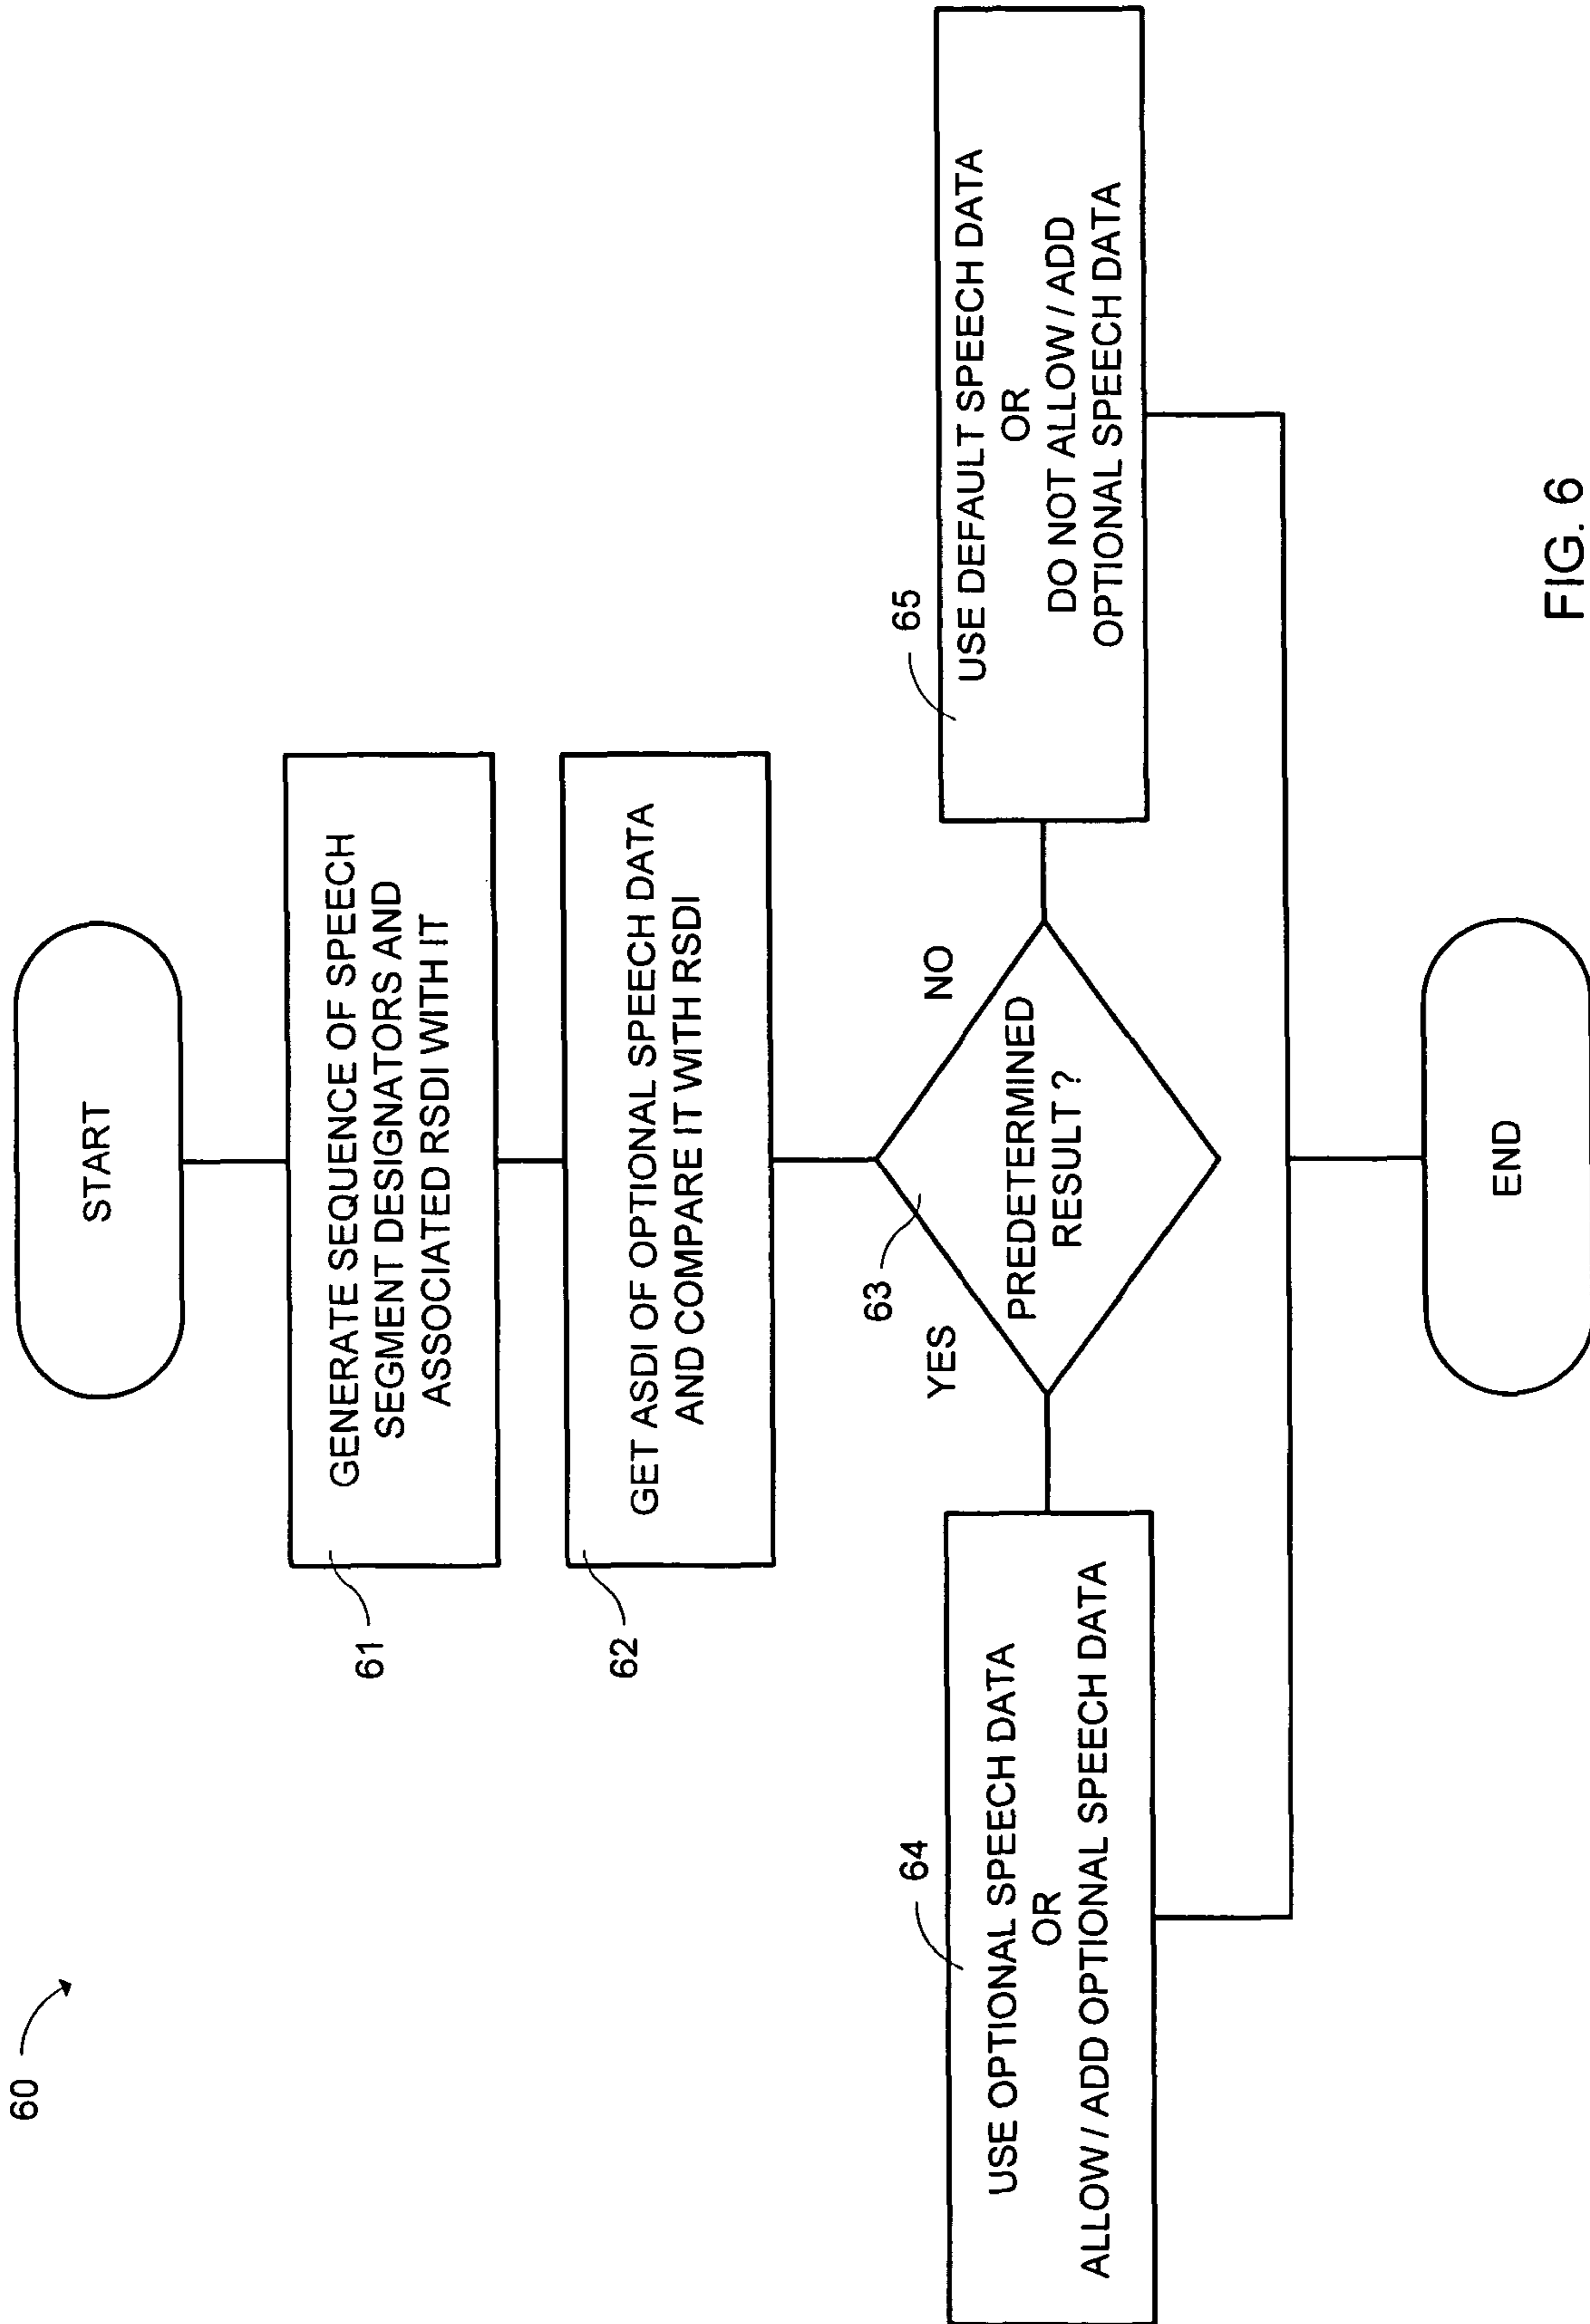 60
START
61
GENERATE SEQUENCE OF SPEECH
SEGMENT DESIGNATORS AND
ASSOCIATED RSDI WITH IT
62
GET ASDI OF OPTIONAL SPEECH DATA
AND COMPARE IT WITH RSDI
63
PREDETERMINED
RESULT ?
YES
NO
64
USE OPTIONAL SPEECH DATA
OR
ALLOW / ADD OPTIONAL SPEECH DATA
65
USE DEFAULT SPEECH DATA
OR
DO NOT ALLOW / ADD
OPTIONAL SPEECH DATA
END
FIG. 6